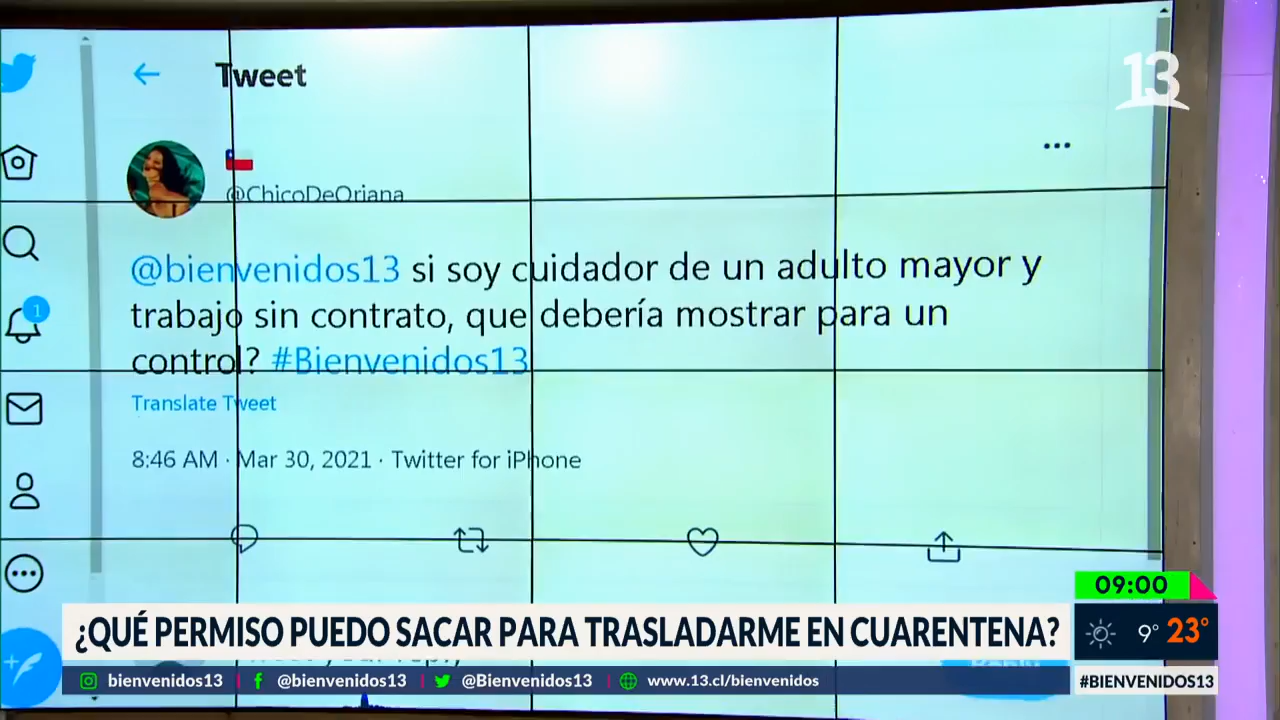 Tweet
13
@ChicoDeOriana
@bienvenidos13 si soy cuidador de un adulto mayor y
trabajo sin contrato, que debería mostrar para un
control? #Bienvenidos13
Translate Tweet
8:46 AM · Mar 30, 2021 · Twitter for iPhone
1
09:00
¿QUÉ PERMISO PUEDO SACAR PARA TRASLADARME EN CUARENTENA?
9° 23°
bienvenidos13 @bienvenidos13 @Bienvenidos13 www.13.cl/bienvenidos
#BIENVENIDOS13